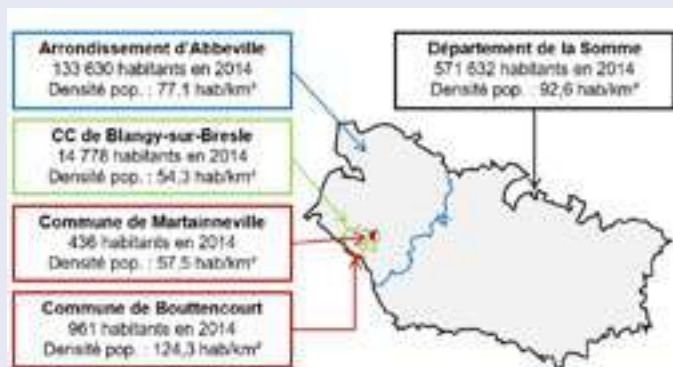 Arrondissement d'Abbeville
133 630 habitants en 2014
Densité pop. : 77,1 hab/km²
Département de la Somme
571 632 habitants en 2014
Densité pop. : 92,6 hab/km²
CC de Blangy-sur-Bresle
14 778 habitants en 2014
Densité pop. : 54,3 hab/km²
Commune de Martainneville
436 habitants en 2014
Densité pop. : 57,5 hab/km²
Commune de Bouttencourt
961 habitants en 2014
Densité pop. : 124,3 hab/km²